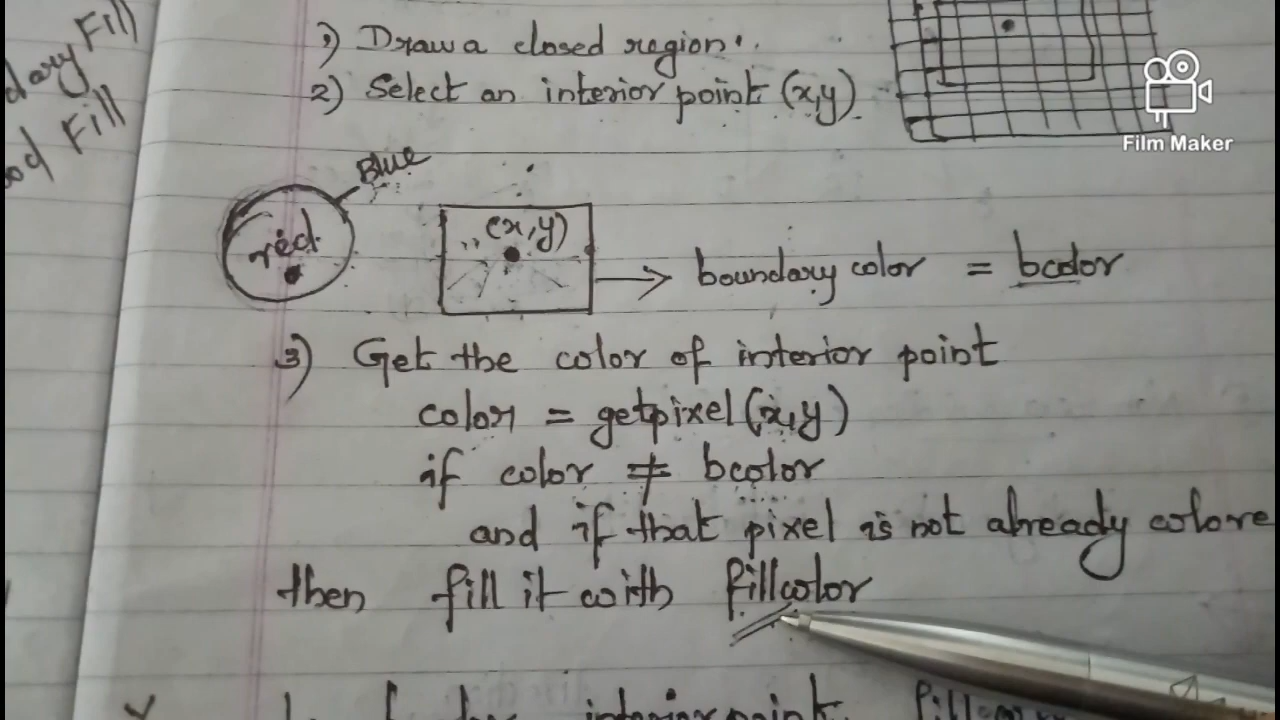 Fill
Fill
1) Draw a closed region.
2) Select an interior point (x,y)
Film Maker
Blue
red
(x,y)
boundary color = bcolor
3) Get the color of interior point
color = getpixel(x,y)
if color ≠ bcolor
and if that pixel is not already colore
then fill it with fillcolor
interior point